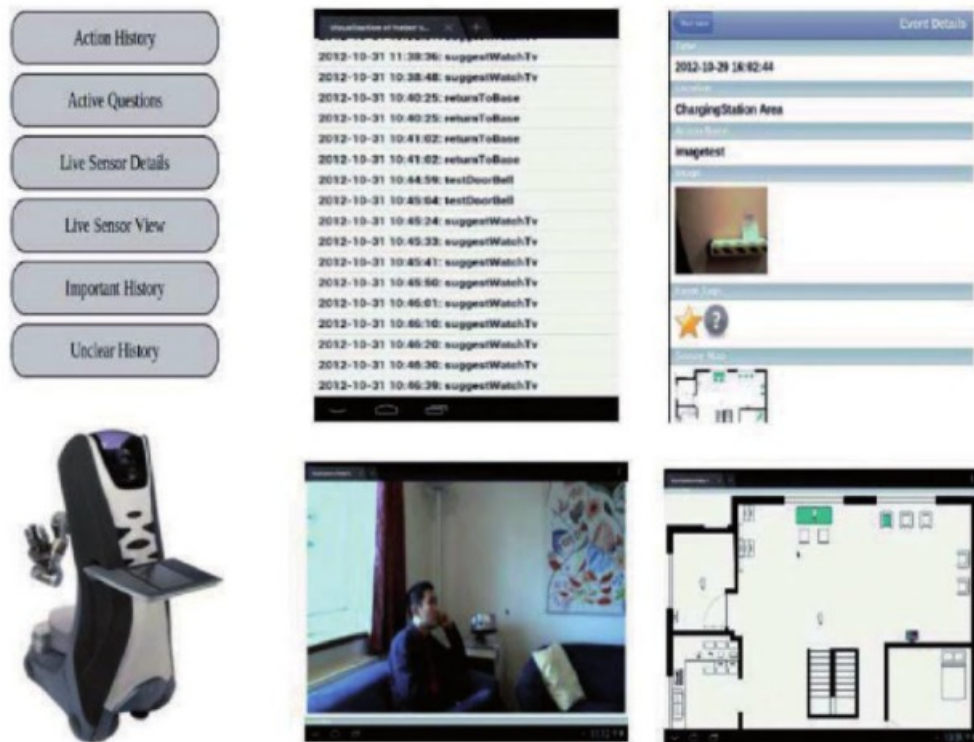 Action History
Active Questions
Live Sensor Details
Live Sensor View
Important History
Unclear History
2012-10-31 11:38:36: suggestWatchTv
2012-10-31 10:38:48: suggestWatchTv
2012-10-31 10:40:25: returnToBase
2012-10-31 10:40:25: returnToBase
2012-10-31 10:41:02: returnToBase
2012-10-31 10:41:02: returnToBase
2012-10-31 10:44:59: testDoorBell
2012-10-31 10:45:04: testDoorBell
2012-10-31 10:45:24: suggestWatchTv
2012-10-31 10:45:33: suggestWatchTv
2012-10-31 10:45:41: suggestWatchTv
2012-10-31 10:45:50: suggestWatchTv
2012-10-31 10:46:01: suggestWatchTv
2012-10-31 10:46:10: suggestWatchTv
2012-10-31 10:46:20: suggestWatchTv
2012-10-31 10:46:30: suggestWatchTv
2012-10-31 10:46:39: suggestWatchTv
Event Details
2012-10-29 16:02:44
Location
ChargingStation Area
imagetest
Image